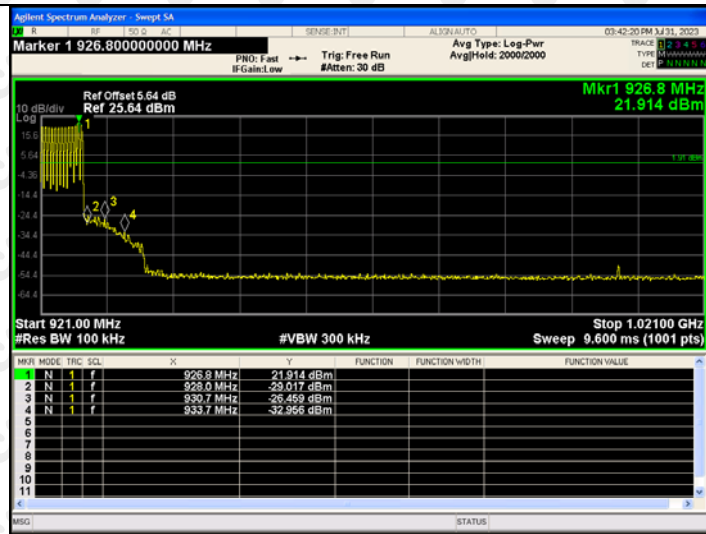 Agilent Spectrum Analyzer - Swept SA
R RF 50 Ω AC SENSE:INT ALIGNAUTO 03:42:20 PM Jul 31, 2023
Marker 1 926.800000000 MHz
PNO: Fast Trig: Free Run Avg Type: Log-Pwr TRACE 1 2 3 4 5 6
IFGain:Low #Atten: 30 dB Avg|Hold: 2000/2000 TYPE M
DET P N N N N N
Mkr1 926.8 MHz
21.914 dBm
Ref Offset 5.64 dB
10 dB/div Ref 25.64 dBm
Log
1
15.6
5.64
1.91 dBm
-4.36
-14.4
-24.4
2 3 4
-34.4
-44.4
-54.4
-64.4
Start 921.00 MHz Stop 1.02100 GHz
#Res BW 100 kHz #VBW 300 kHz Sweep 9.600 ms (1001 pts)
MKR MODE TRC SCL X Y FUNCTION FUNCTION WIDTH FUNCTION VALUE
1 N 1 f 926.8 MHz 21.914 dBm
2 N 1 f 928.0 MHz -29.017 dBm
3 N 1 f 930.7 MHz -26.459 dBm
4 N 1 f 933.7 MHz -32.956 dBm
5
6
7
8
9
10
11
MSG STATUS